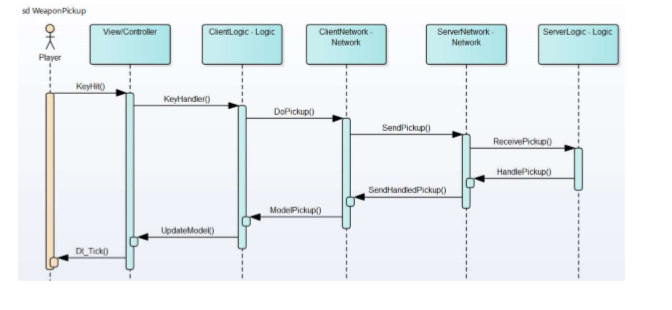 sd WeaponPickup
View/Controller
ClientLogic - Logic
ClientNetwork -
Network
ServerNetwork -
Network
ServerLogic - Logic
Player
KeyHit()
KeyHandler()
DoPickup()
SendPickup()
ReceivePickup()
HandlePickup()
SendHandledPickup()
ModelPickup()
UpdateModel()
DI_Tick()